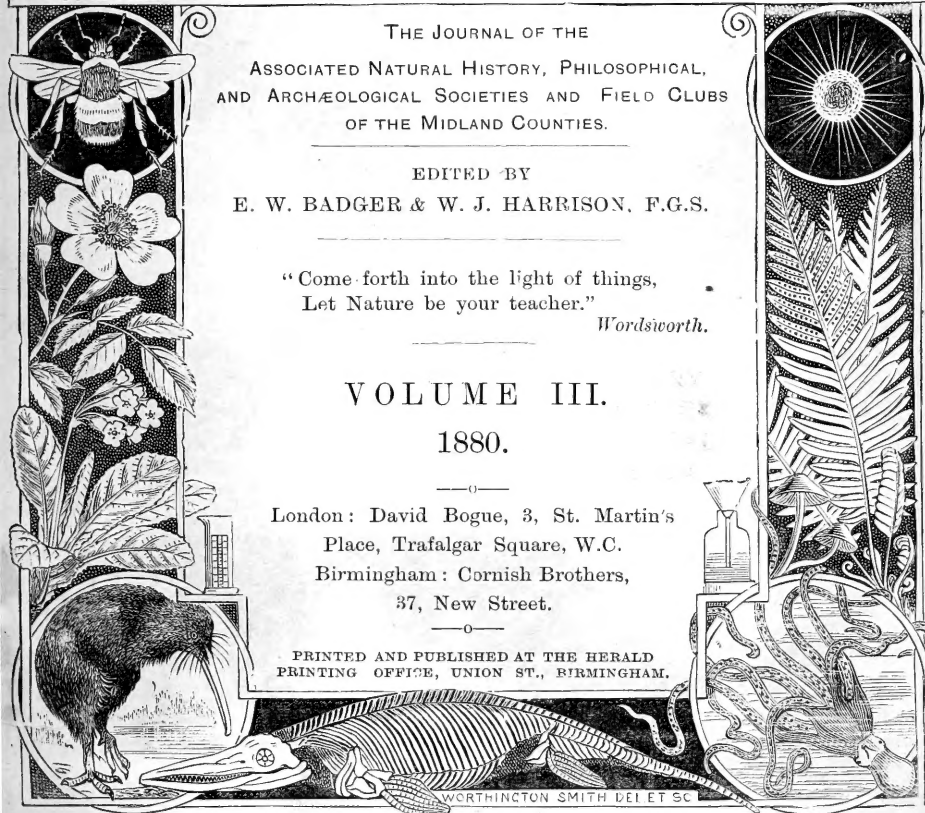 THE JOURNAL OF THE
ASSOCIATED NATURAL HISTORY, PHILOSOPHICAL,
AND ARCHÆOLOGICAL SOCIETIES AND FIELD CLUBS
OF THE MIDLAND COUNTIES.
EDITED BY
E. W. BADGER & W. J. HARRISON, F.G.S.
"Come forth into the light of things,
Let Nature be your teacher."
Wordsworth.
VOLUME III.
1880.
London: David Bogue, 3, St. Martin's
Place, Trafalgar Square, W.C.
Birmingham: Cornish Brothers,
37, New Street.
PRINTED AND PUBLISHED AT THE HERALD
PRINTING OFFICE, UNION ST., BIRMINGHAM.
WORTHINGTON SMITH DEL ET SC